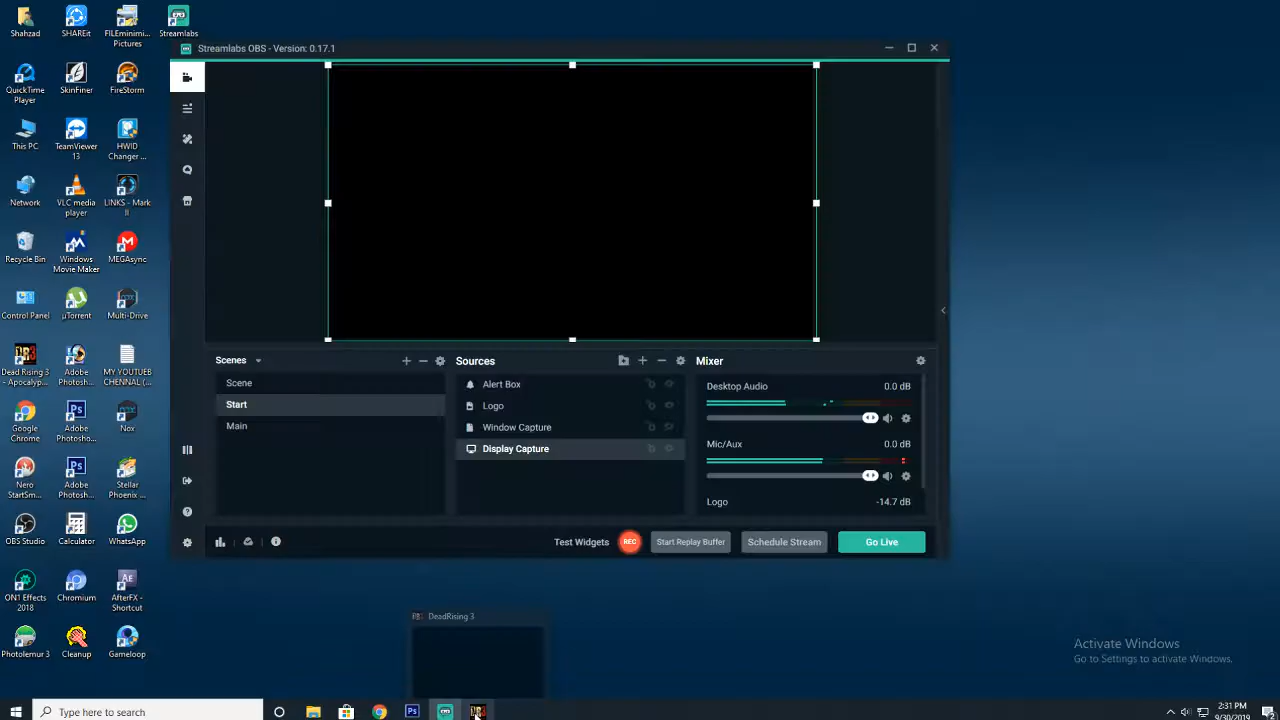 Shahzad
SHAREit
FILEminimi...
Pictures
Streamlabs
Streamlabs OBS - Version: 0.17.1
QuickTime
Player
SkinFiner
FireStorm
This PC
TeamViewer
13
HWID
Changer ...
Network
VLC media
player
LINKS - Mark
II
Recycle Bin
Windows
Movie Maker
MEGAsync
Control Panel
µTorrent
Multi-Drive
Dead Rising 3
- Apocalyp...
Adobe
Photosh...
MY YOUTUEB
CHENNAL (...
Google
Chrome
Adobe
Photosho...
Nox
Nero
StartSm...
Adobe
Photosh...
Stellar
Phoenix ...
OBS Studio
Calculator
WhatsApp
ON1 Effects
2018
Chromium
AfterFX -
Shortcut
Photolemur 3
Cleanup
Gameloop
Scenes
Scene
Start
Main
Sources
Alert Box
Logo
Window Capture
Display Capture
Mixer
Desktop Audio 0.0 dB
Mic/Aux 0.0 dB
Logo -14.7 dB
Test Widgets REC Start Replay Buffer Schedule Stream Go Live
DeadRising 3
Activate Windows
Go to Settings to activate Windows.
Type here to search
2:31 PM
9/30/2019